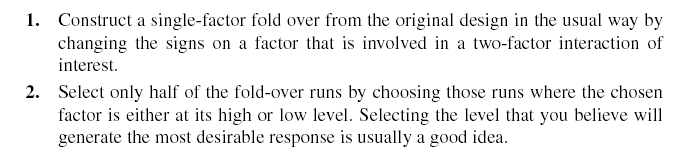 1. Construct a single-factor fold over from the original design in the usual way by
changing the signs on a factor that is involved in a two-factor interaction of
interest.
2. Select only half of the fold-over runs by choosing those runs where the chosen
factor is either at its high or low level. Selecting the level that you believe will
generate the most desirable response is usually a good idea.